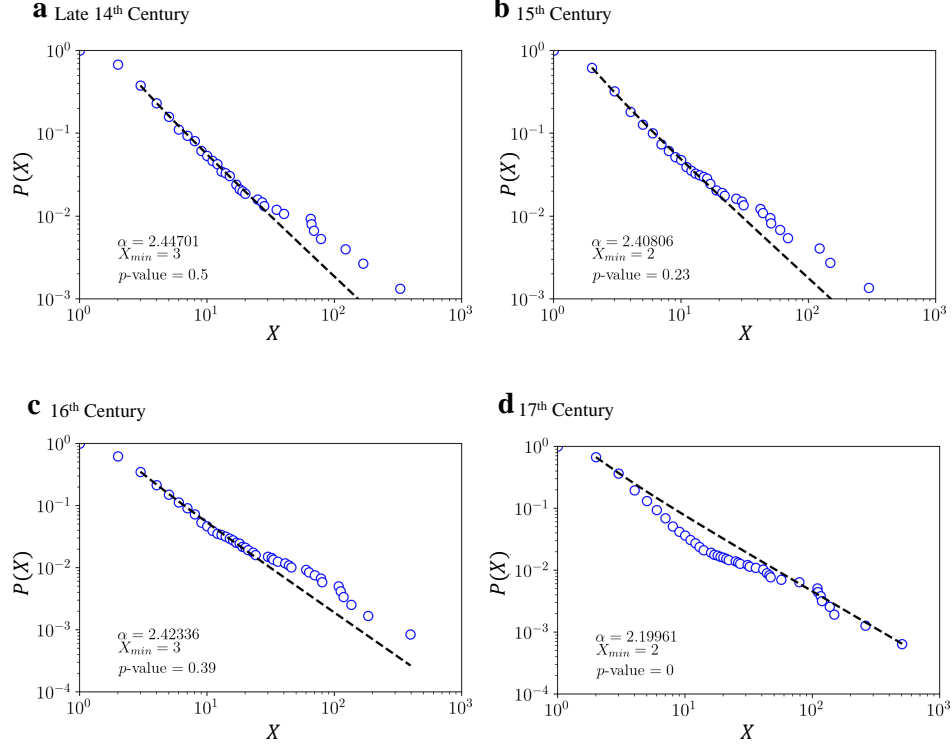 a Late 14th Century
10^0
10^-1
10^-2
10^-3
P(X)
α = 2.44701
X_min = 3
p-value = 0.5
10^0 10^1 10^2 10^3
X
b 15th Century
10^0
10^-1
10^-2
10^-3
P(X)
α = 2.40806
X_min = 2
p-value = 0.23
10^0 10^1 10^2 10^3
X
c 16th Century
10^0
10^-1
10^-2
10^-3
10^-4
P(X)
α = 2.42336
X_min = 3
p-value = 0.39
10^0 10^1 10^2 10^3
X
d 17th Century
10^0
10^-1
10^-2
10^-3
10^-4
P(X)
α = 2.19961
X_min = 2
p-value = 0
10^0 10^1 10^2 10^3
X